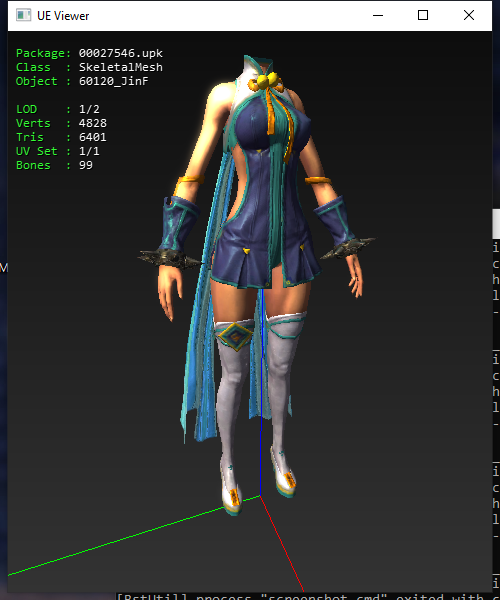 UE Viewer
Package: 00027546.upk
Class  : SkeletalMesh
Object : 60120_JinF
LOD    : 1/2
Verts  : 4828
Tris   : 6401
UV Set : 1/1
Bones  : 99
M
i
c
h
l
-
i
c
h
l
-
i
c
h
l
-
i
[BstUtil] process "screenshot.cmd" exited with c